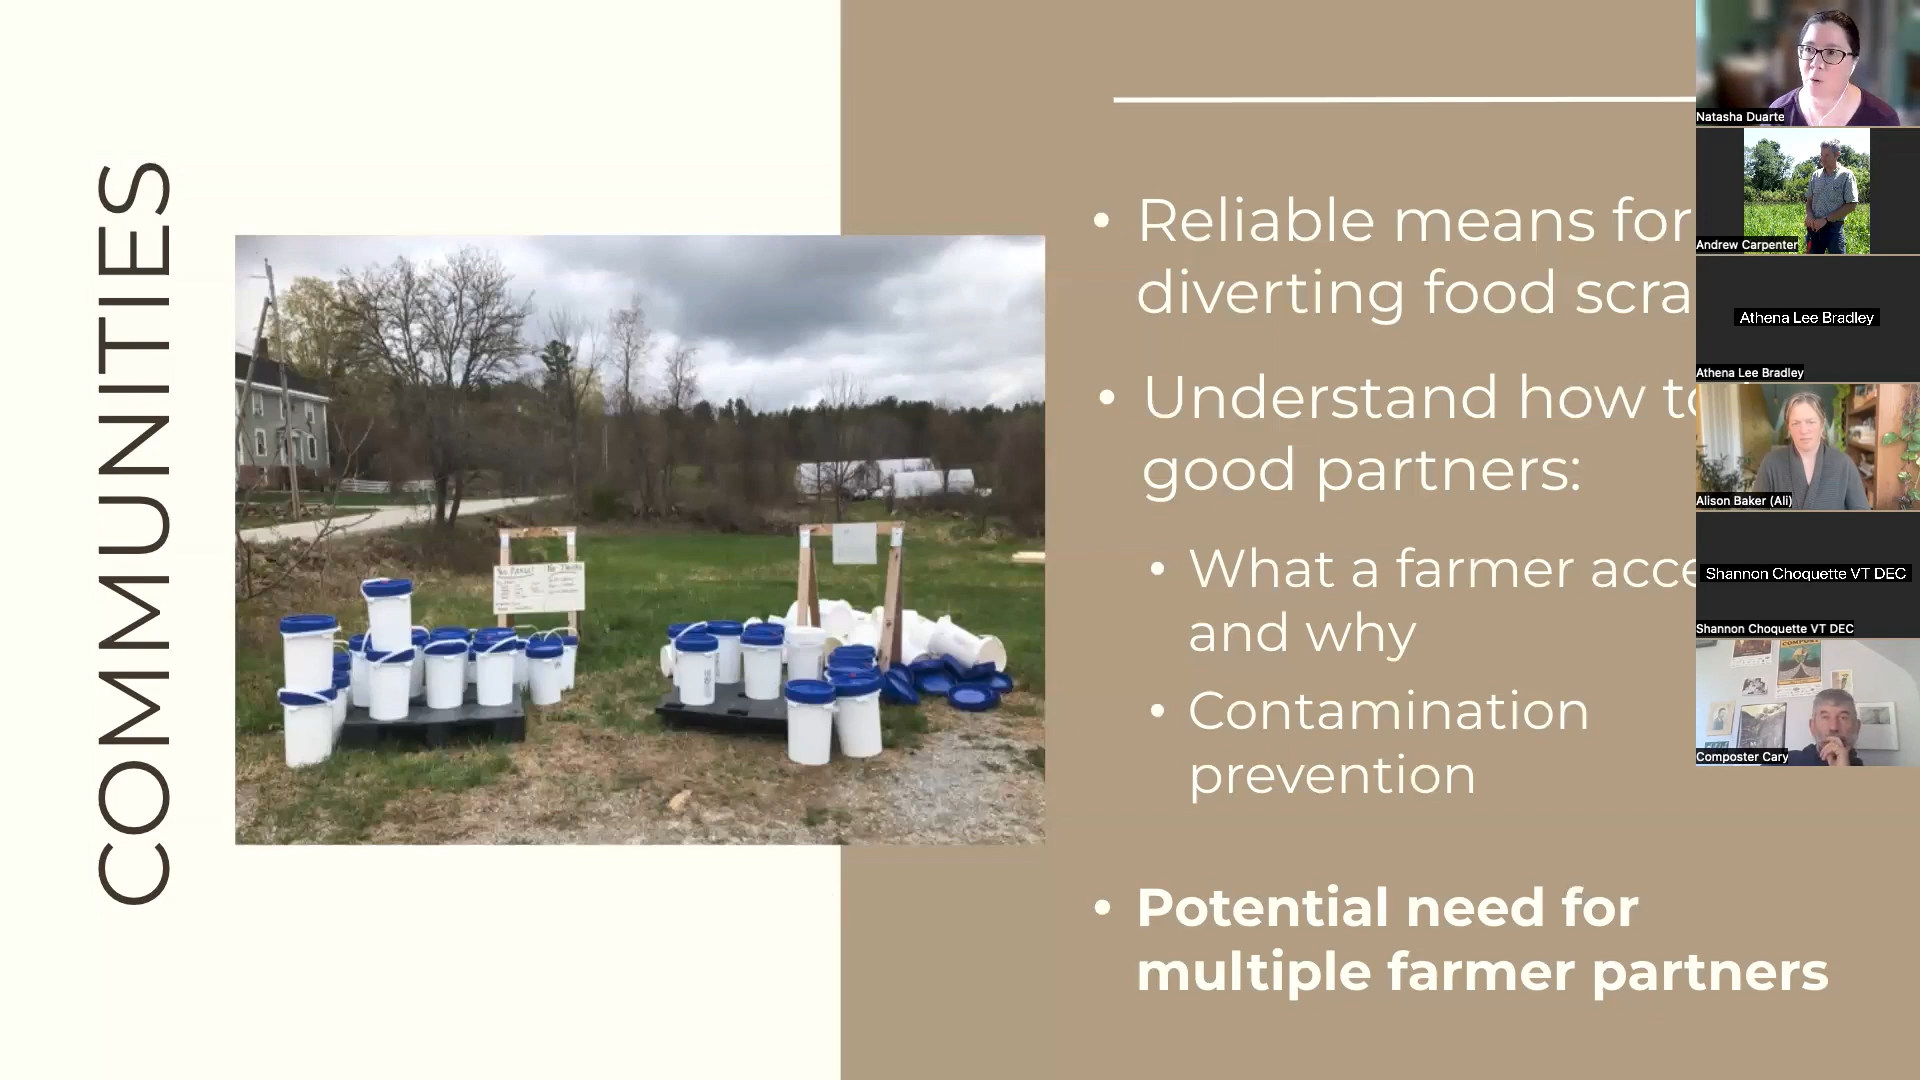 COMMUNITIES
Reliable means for
diverting food scra
Understand how to
good partners:
What a farmer acce
and why
Contamination
prevention
Potential need for
multiple farmer partners
Natasha Duarte
Andrew Carpenter
Athena Lee Bradley
Athena Lee Bradley
Alison Baker (Ali)
Shannon Choquette VT DEC
Shannon Choquette VT DEC
Composter Cary